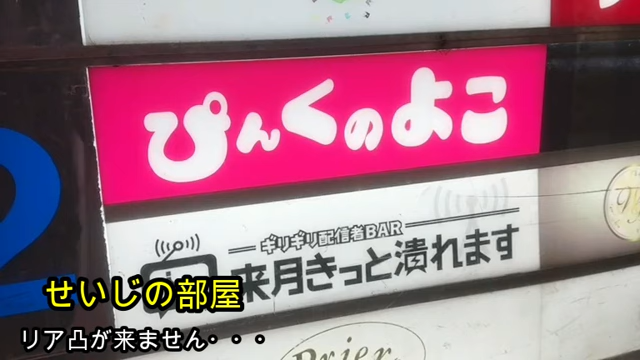 ぴんくのよこ
ギリギリ配信者BAR
来月きっと潰れます
せいじの部屋
リア凸が来ません・・・
Prier